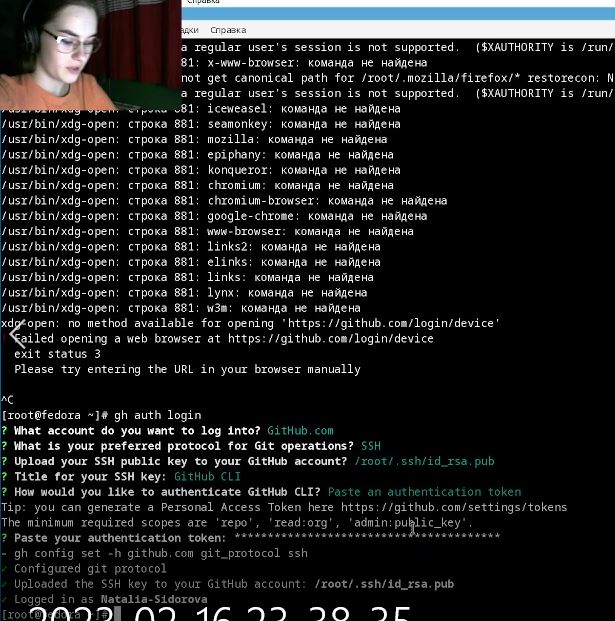 Справка
адки Справка
a regular user's session is not supported. ($XAUTHORITY is /run/
81: x-www-browser: команда не найдена
not get canonical path for /root/.mozilla/firefox/* restorecon: N
a regular user's session is not supported. ($XAUTHORITY is /run/
/usr/bin/xdg-open: строка 881: iceweasel: команда не найдена
/usr/bin/xdg-open: строка 881: seamonkey: команда не найдена
/usr/bin/xdg-open: строка 881: mozilla: команда не найдена
/usr/bin/xdg-open: строка 881: epiphany: команда не найдена
/usr/bin/xdg-open: строка 881: konqueror: команда не найдена
/usr/bin/xdg-open: строка 881: chromium: команда не найдена
/usr/bin/xdg-open: строка 881: chromium-browser: команда не найдена
/usr/bin/xdg-open: строка 881: google-chrome: команда не найдена
/usr/bin/xdg-open: строка 881: www-browser: команда не найдена
/usr/bin/xdg-open: строка 881: links2: команда не найдена
/usr/bin/xdg-open: строка 881: elinks: команда не найдена
/usr/bin/xdg-open: строка 881: links: команда не найдена
/usr/bin/xdg-open: строка 881: lynx: команда не найдена
/usr/bin/xdg-open: строка 881: w3m: команда не найдена
xdg-open: no method available for opening 'https://github.com/login/device'
Failed opening a web browser at https://github.com/login/device
exit status 3
Please try entering the URL in your browser manually
^C
[root@fedora ~]# gh auth login
? What account do you want to log into? GitHub.com
? What is your preferred protocol for Git operations? SSH
? Upload your SSH public key to your GitHub account? /root/.ssh/id_rsa.pub
? Title for your SSH key: GitHub CLI
? How would you like to authenticate GitHub CLI? Paste an authentication token
Tip: you can generate a Personal Access Token here https://github.com/settings/tokens
The minimum required scopes are 'repo', 'read:org', 'admin:public_key'.
? Paste your authentication token: ****************************************
- gh config set -h github.com git_protocol ssh
✓ Configured git protocol
✓ Uploaded the SSH key to your GitHub account: /root/.ssh/id_rsa.pub
✓ Logged in as Natalia-Sidorova
[root@fedora ~]#
2023-02-16 23-38-35